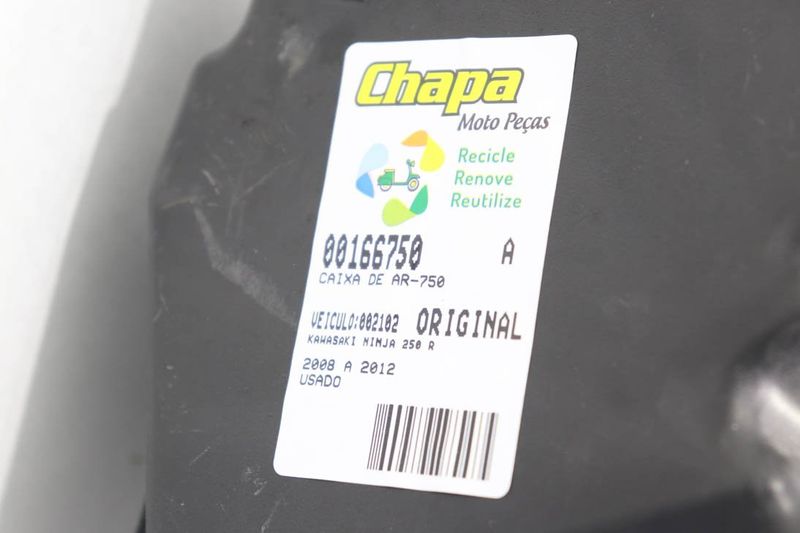 Chapa
Moto Peças
Recicle
Renove
Reutilize
00166750 A
CAIXA DE AR-750
VEICULO:002102 ORIGINAL
KAWASAKI NINJA 250 R
2008 A 2012
USADO